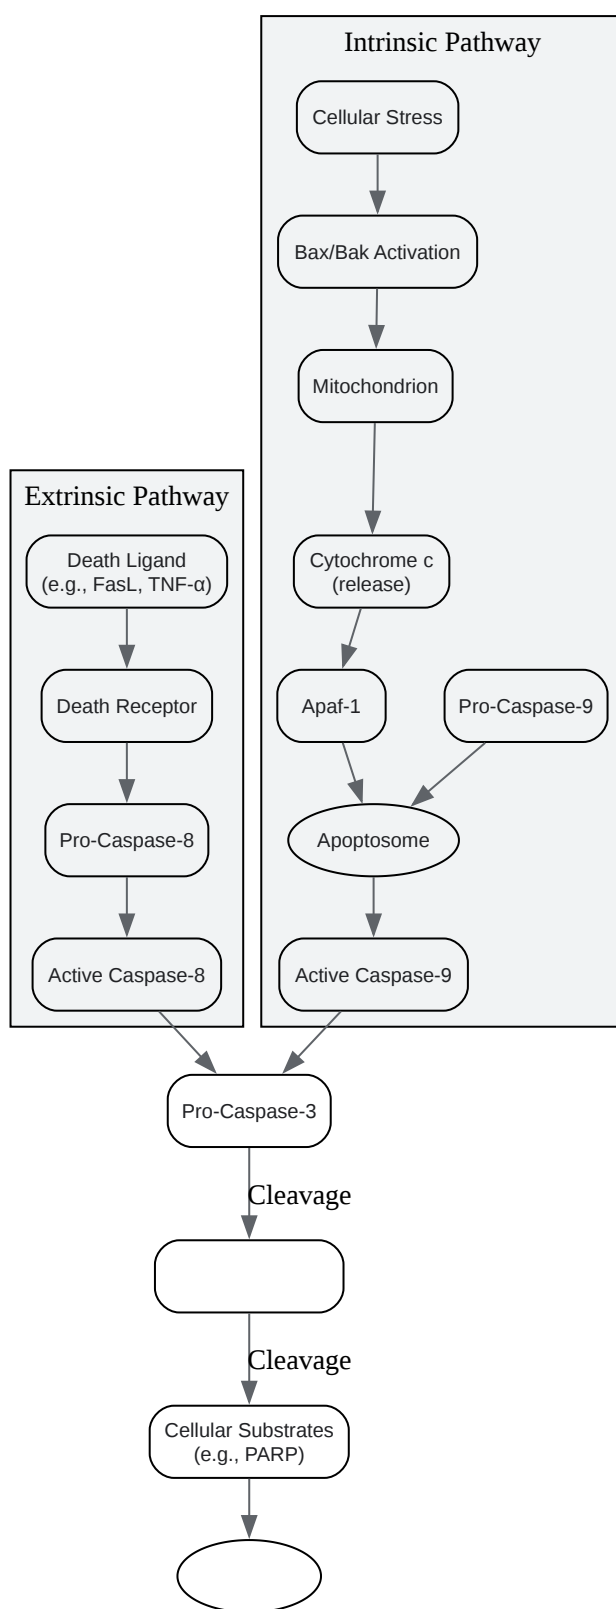 Intrinsic Pathway
Cellular Stress
Bax/Bak Activation
Mitochondrion
Extrinsic Pathway
Death Ligand
(e.g., FasL, TNF-α)
Cytochrome c
(release)
Death Receptor
Apaf-1
Pro-Caspase-9
Pro-Caspase-8
Apoptosome
Active Caspase-8
Active Caspase-9
Pro-Caspase-3
Cleavage
Cleavage
Cellular Substrates
(e.g., PARP)